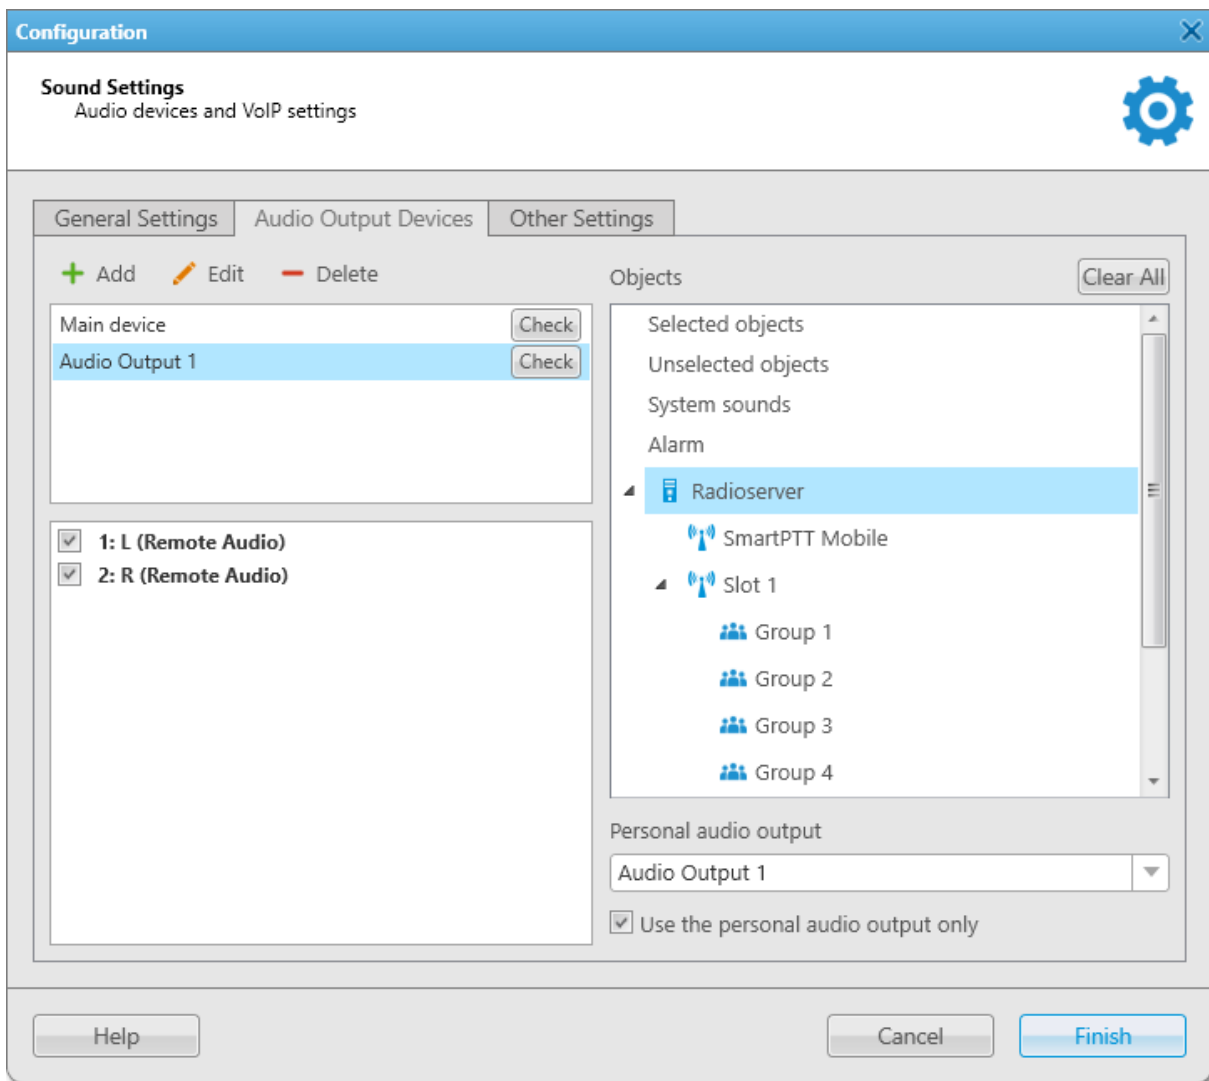 Configuration
Sound Settings
Audio devices and VoIP settings
General Settings
Audio Output Devices
Other Settings
Add
Edit
Delete
Main device
Check
Audio Output 1
Check
1: L (Remote Audio)
2: R (Remote Audio)
Objects
Clear All
Selected objects
Unselected objects
System sounds
Alarm
Radioserver
SmartPTT Mobile
Slot 1
Group 1
Group 2
Group 3
Group 4
Personal audio output
Audio Output 1
Use the personal audio output only
Help
Cancel
Finish